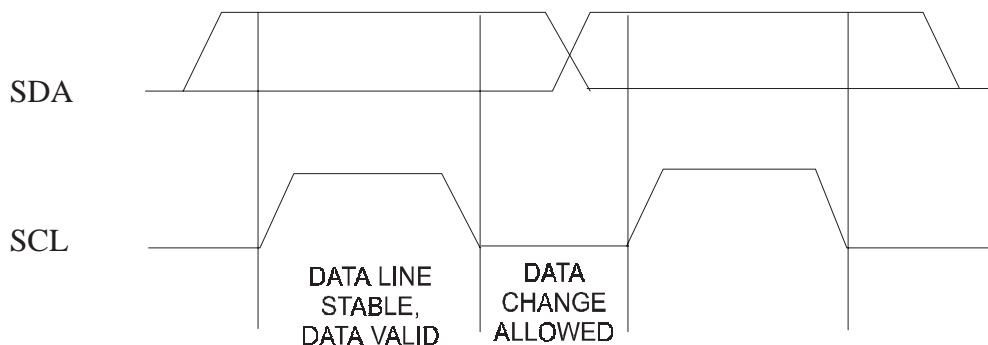 SDA
SCL
DATA LINE
STABLE,
DATA VALID
DATA
CHANGE
ALLOWED